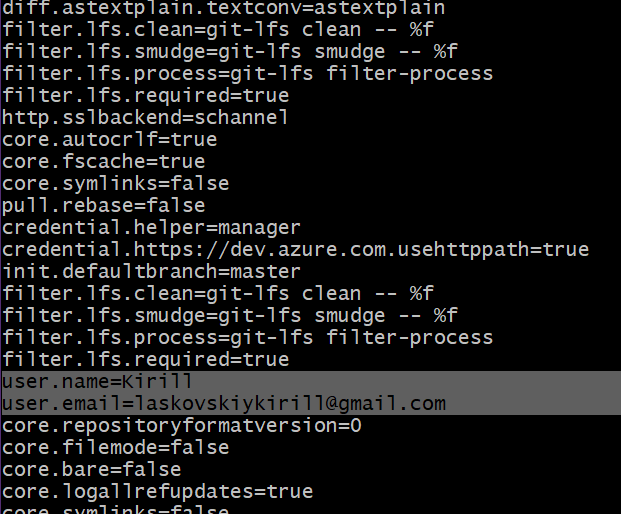 diff.astextplain.textconv=astextplain
filter.lfs.clean=git-lfs clean -- %f
filter.lfs.smudge=git-lfs smudge -- %f
filter.lfs.process=git-lfs filter-process
filter.lfs.required=true
http.sslbackend=schannel
core.autocrlf=true
core.fscache=true
core.symlinks=false
pull.rebase=false
credential.helper=manager
credential.https://dev.azure.com.usehttppath=true
init.defaultbranch=master
filter.lfs.clean=git-lfs clean -- %f
filter.lfs.smudge=git-lfs smudge -- %f
filter.lfs.process=git-lfs filter-process
filter.lfs.required=true
user.name=Kirill
user.email=laskovskiykirill@gmail.com
core.repositoryformatversion=0
core.filemode=false
core.bare=false
core.logallrefupdates=true
core.symlinks=false